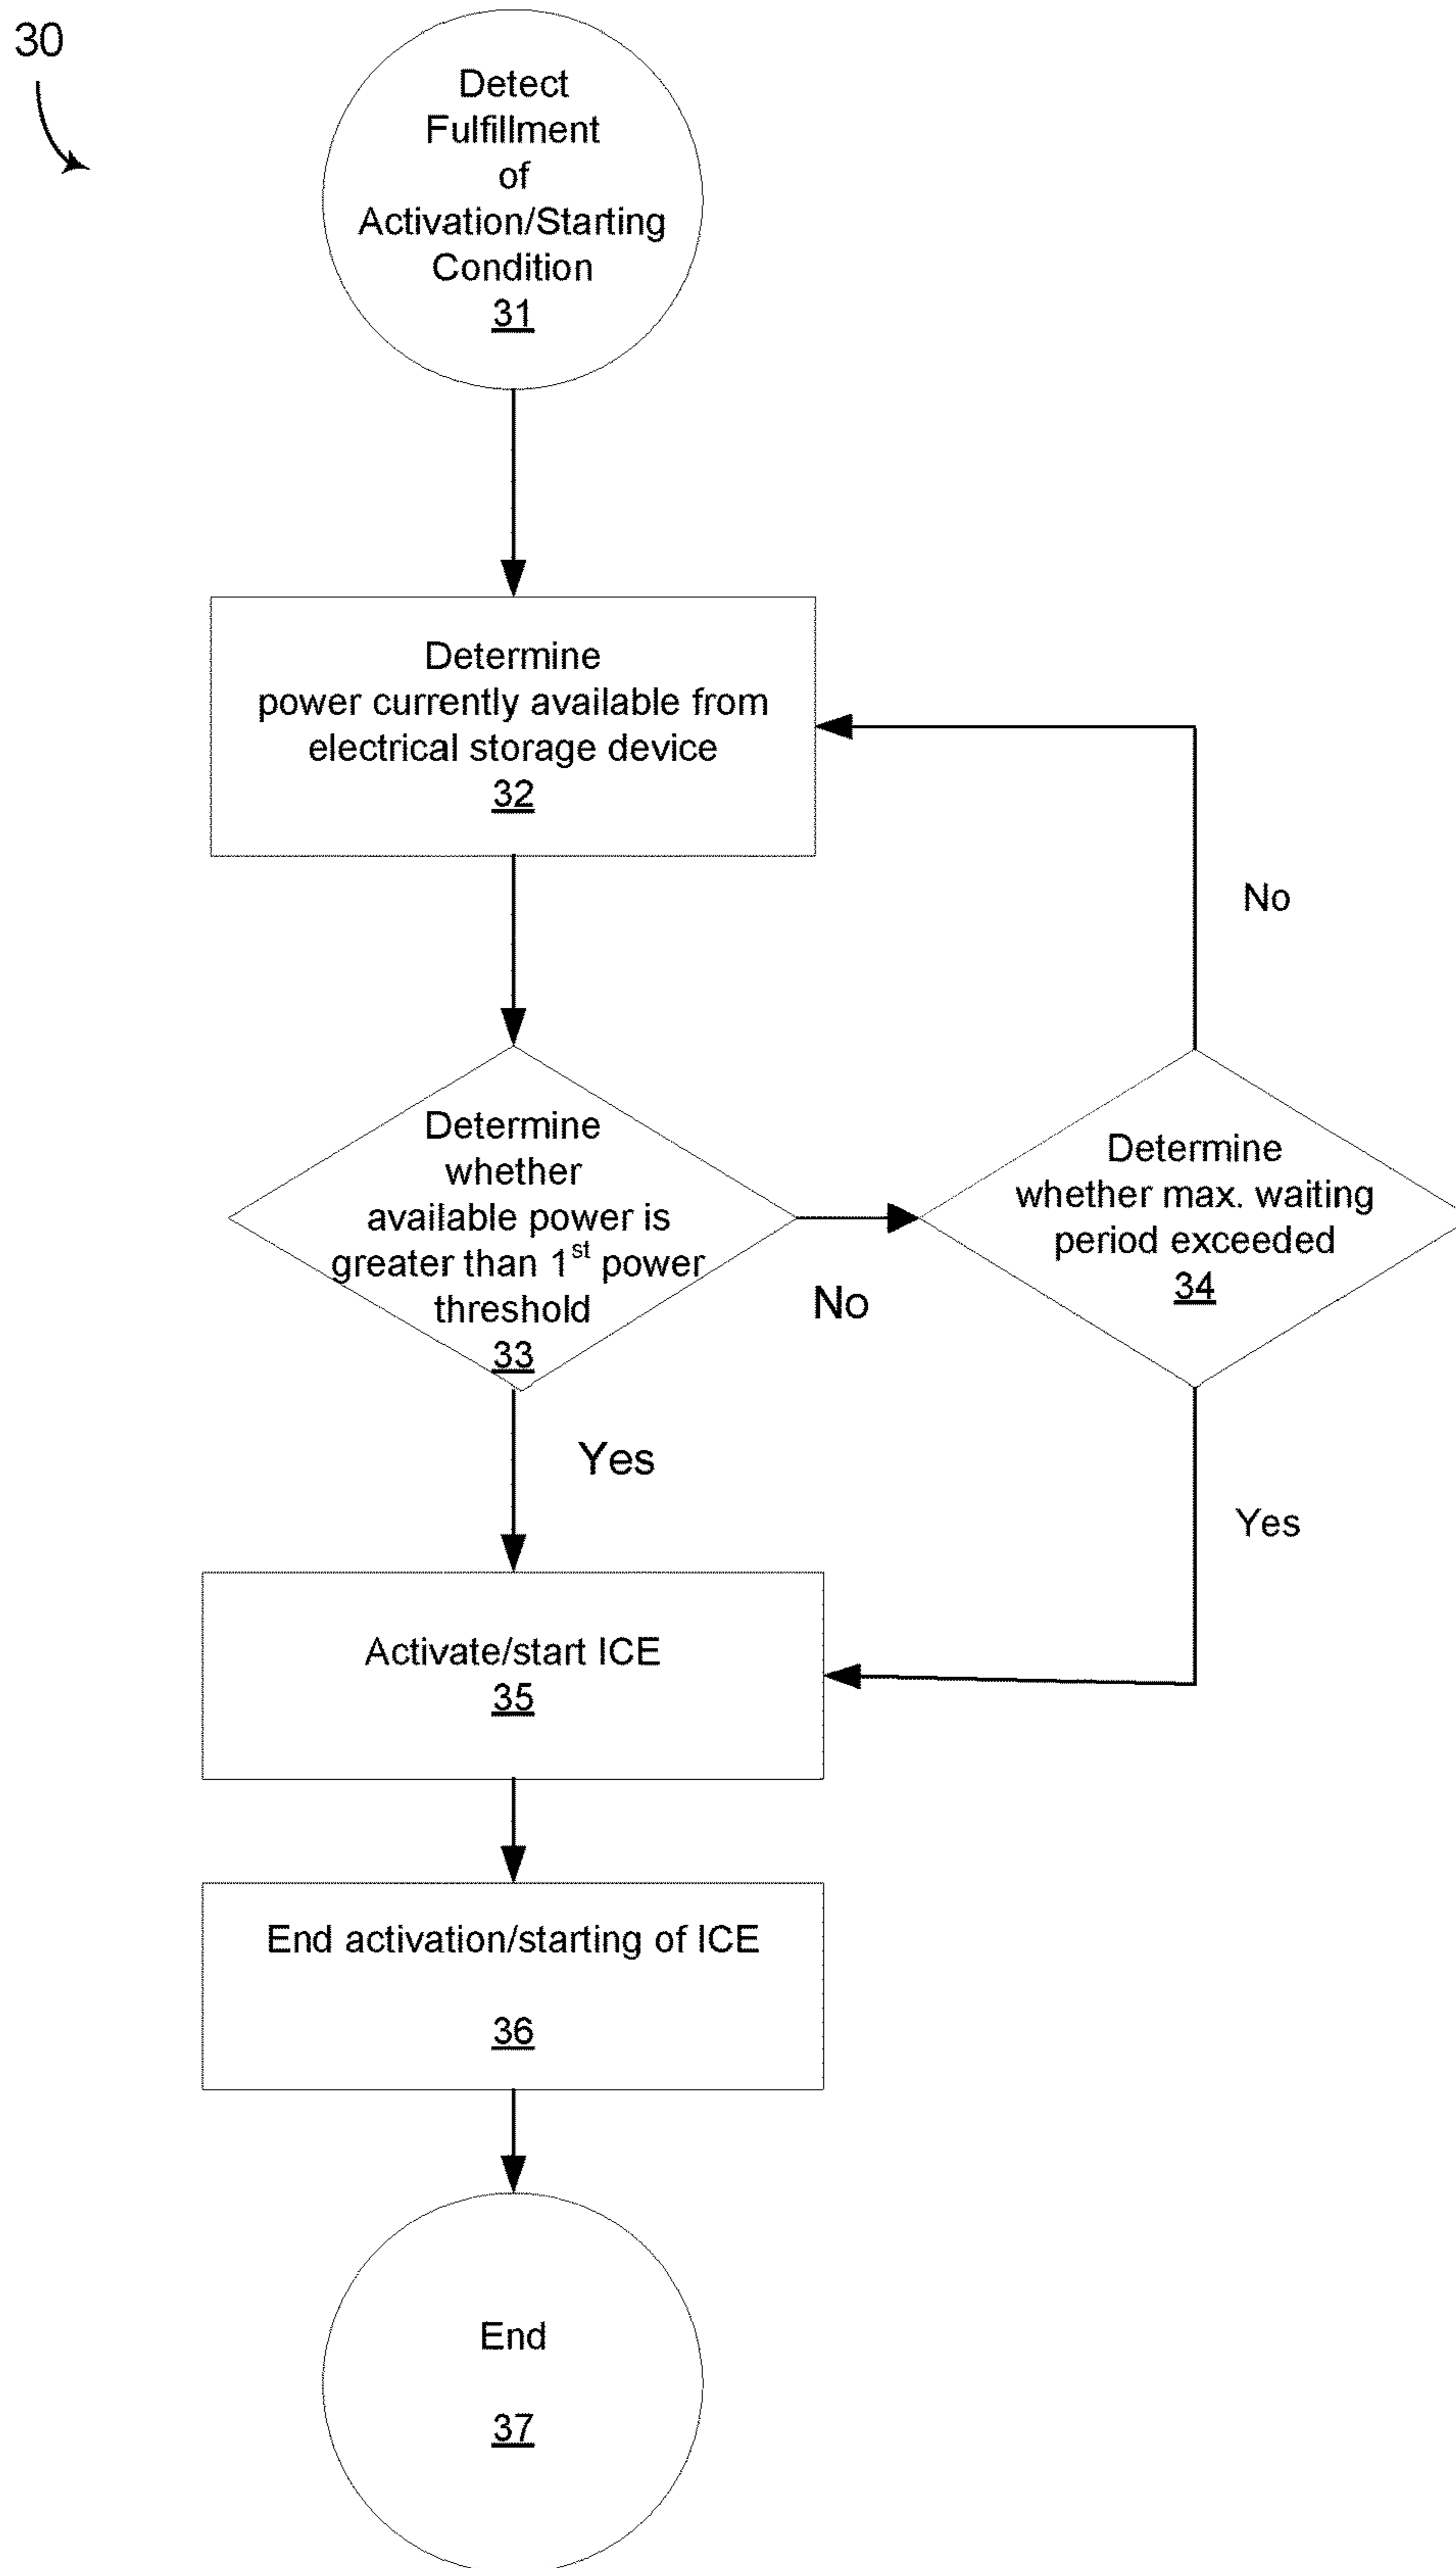 30
Detect
Fulfillment
of
Activation/Starting
Condition
31
Determine
power currently available from
electrical storage device
32
No
Determine
whether
available power is
greater than 1st power
threshold
33
No
Determine
whether max. waiting
period exceeded
34
Yes
Yes
Activate/start ICE
35
End activation/starting of ICE
36
End
37